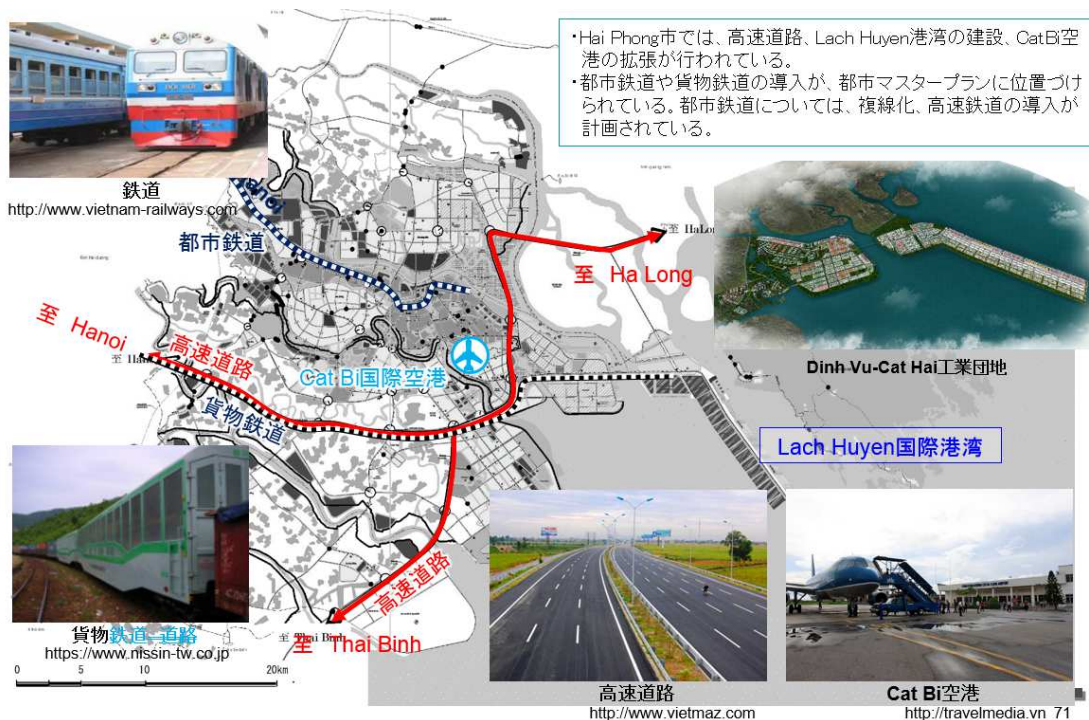 ・Hai Phong市では、高速道路、Lach Huyen港湾の建設、CatBi空
港の拡張が行われている。
・都市鉄道や貨物鉄道の導入が、都市マスタープランに位置づけ
られている。都市鉄道については、複線化、高速鉄道の導入が
計画されている。
鉄道
http://www.vietnam-railways.com
都市鉄道
至 HaLon
至 Ha Long
至 Hanoi
高速道路
Cat Bi国際空港
貨物鉄道
Dinh Vu-Cat Hai工業団地
Lach Huyen国際港湾
高速道路
至 Thai Binh
至 Thai Binh
貨物鉄道 道路
https://www.nissin-tw.co.jp
0 5 10 20km
高速道路
http://www.vietmaz.com
Cat Bi空港
http://travelmedia.vn 71